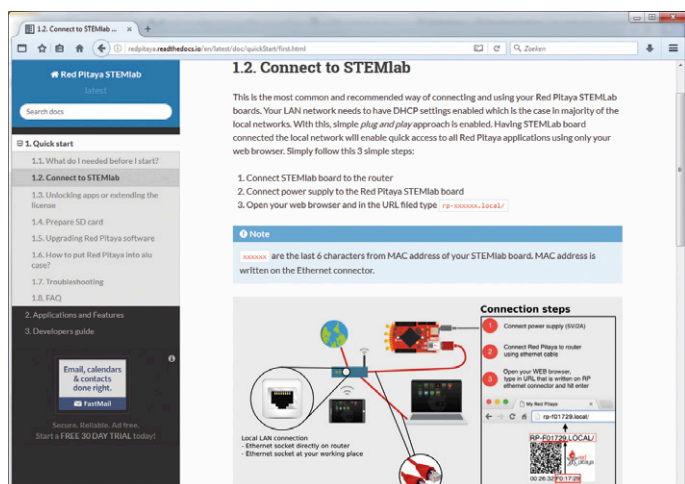 1.2. Connect to STEMlab ...
redpitaya.readthedocs.io/en/latest/doc/quickStart/first.html
Zoeken
Red Pitaya STEMlab
latest
Search docs
1. Quick start
1.1. What do I needed before I start?
1.2. Connect to STEMlab
1.3. Unlocking apps or extending the
license
1.4. Prepare SD card
1.5. Upgrading Red Pitaya software
1.6. How to put Red Pitaya into alu
case?
1.7. Troubleshooting
1.8. FAQ
2. Applications and Features
3. Developers guide
Email, calendars
& contacts
done right.
FastMail
Secure. Reliable. Ad free.
Start a FREE 30 DAY TRIAL today!
1.2. Connect to STEMlab
This is the most common and recommended way of connecting and using your Red Pitaya STEMLab
boards. Your LAN network needs to have DHCP settings enabled which is the case in majority of the
local networks. With this, simple plug and play approach is enabled. Having STEMLab board
connected the local network will enable quick access to all Red Pitaya applications using only your
web browser. Simply follow this 3 simple steps:
1. Connect STEMlab board to the router
2. Connect power supply to the Red Pitaya STEMlab board
3. Open your web browser and in the URL filed type rp-xxxxxx.local/
Note
xxxxxx are the last 6 characters from MAC address of your STEMlab board. MAC address is
written on the Ethernet connector.
Local LAN connection
- Ethernet socket directly on router
- Ethernet socket at your working place
Connection steps
1 Connect power supply (5V/2A)
2 Connect Red Pitaya to router
using ethernet cable
3 Open your WEB browser,
type in URL that is written on RP
ethernet connector and hit enter
My Red Pitaya
rp-f01729.local/
RP-F01729.LOCAL/
red
pitaya
00:26:32:F0:17:29